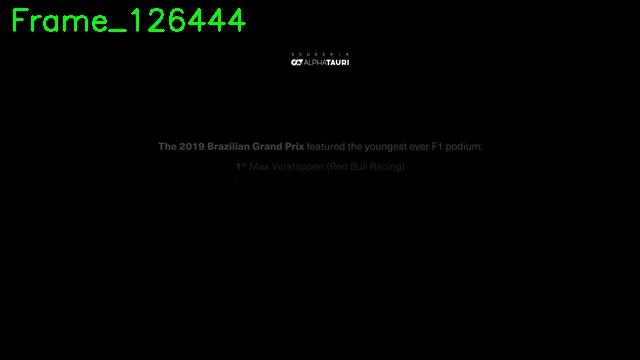 Frame_126444
SCUDERIA
ALPHATAURI
The 2019 Brazilian Grand Prix featured the youngest ever F1 podium:
1st Max Verstappen (Red Bull Racing)